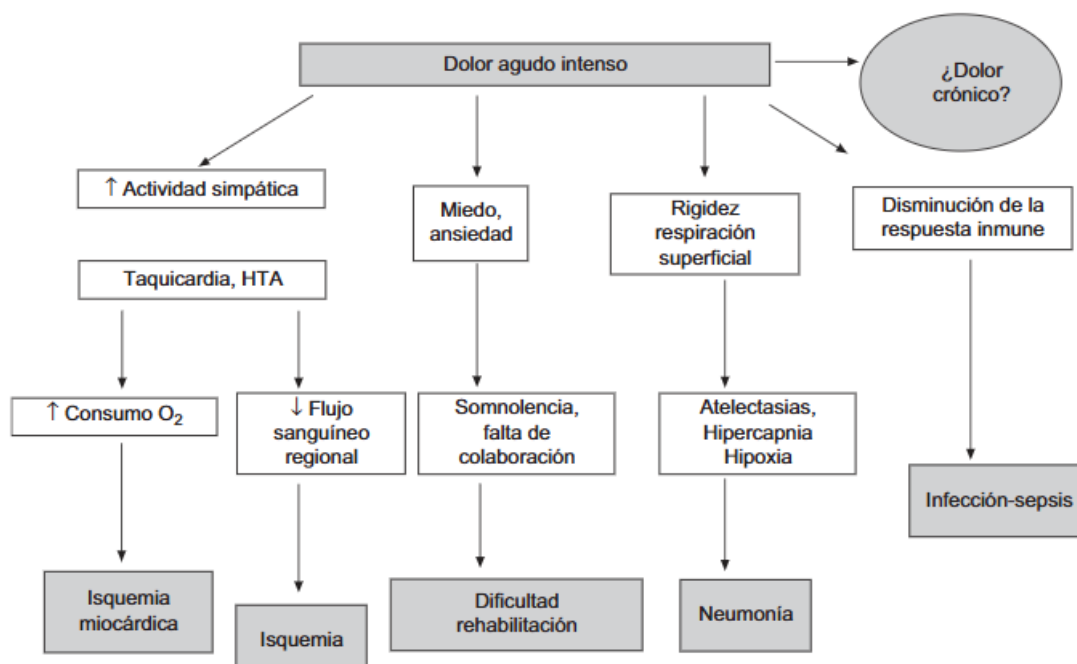 Dolor agudo intenso
¿Dolor
crónico?
↑ Actividad simpática
Miedo,
ansiedad
Rigidez
respiración
superficial
Disminución de la
respuesta inmune
Taquicardia, HTA
↑ Consumo O₂
↓ Flujo
sanguíneo
regional
Somnolencia,
falta de
colaboración
Atelectasias,
Hipercapnia
Hipoxia
Infección-sepsis
Isquemia
miocárdica
Isquemia
Dificultad
rehabilitación
Neumonía